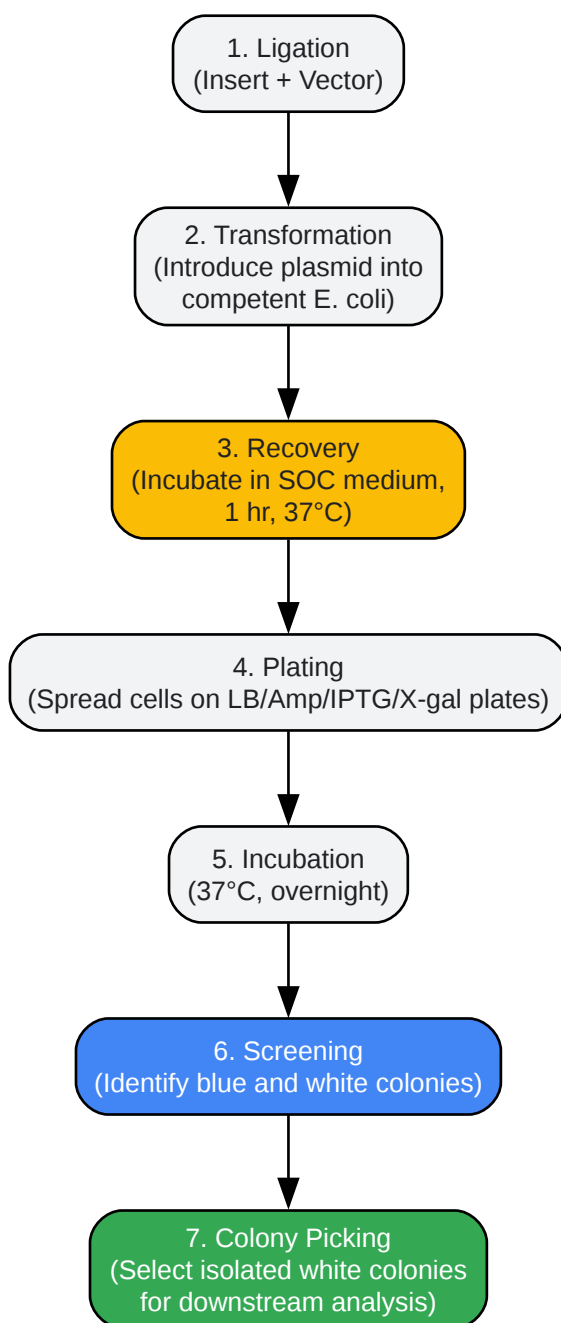 1. Ligation
(Insert + Vector)
2. Transformation
(Introduce plasmid into
competent E. coli)
3. Recovery
(Incubate in SOC medium,
1 hr, 37°C)
4. Plating
(Spread cells on LB/Amp/IPTG/X-gal plates)
5. Incubation
(37°C, overnight)
6. Screening
(Identify blue and white colonies)
7. Colony Picking
(Select isolated white colonies
for downstream analysis)